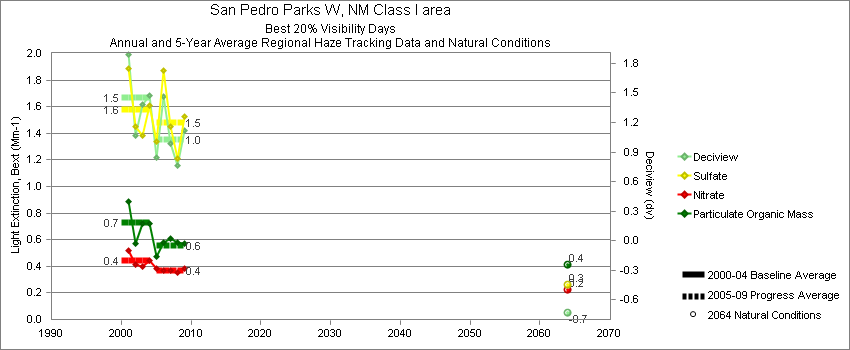 San Pedro Parks W, NM Class I area
Best 20% Visibility Days
Annual and 5-Year Average Regional Haze Tracking Data and Natural Conditions
Light Extinction, Bext (Mm-1)
2.0
1.8
1.6
1.4
1.2
1.0
0.8
0.6
0.4
0.2
0.0
1.5
1.6
1.5
1.0
0.7
0.6
0.4
0.4
0.4
0.3
0.2
-0.7
1.8
1.5
1.2
0.9
0.6
0.3
0.0
-0.3
-0.6
Deciview (dv)
1990 2000 2010 2020 2030 2040 2050 2060 2070
Deciview
Sulfate
Nitrate
Particulate Organic Mass
2000-04 Baseline Average
2005-09 Progress Average
2064 Natural Conditions